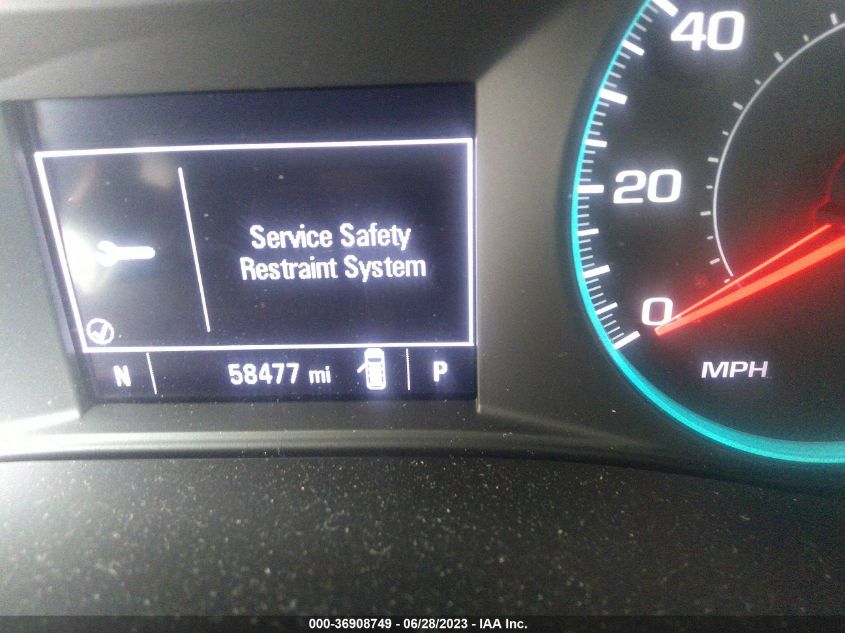 40
20
0
MPH
Service Safety
Restraint System
N 58477 mi P
000-36908749 - 06/28/2023 - IAA Inc.